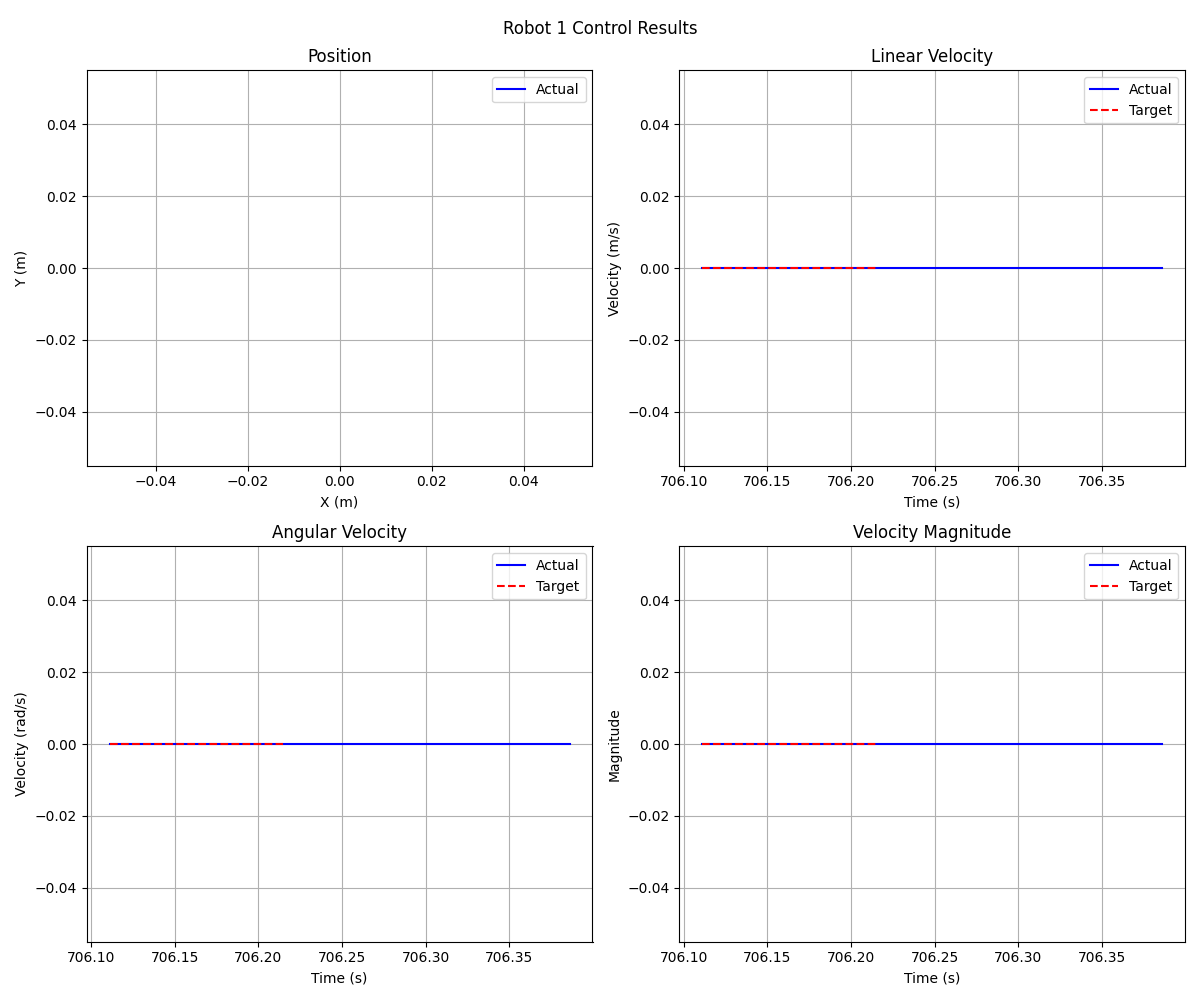 Robot 1 Control Results
Position
Actual
0.04
0.02
0.00
−0.02
−0.04
Y (m)
−0.04 −0.02 0.00 0.02 0.04
X (m)
Linear Velocity
Actual
Target
0.04
0.02
0.00
−0.02
−0.04
Velocity (m/s)
706.10 706.15 706.20 706.25 706.30 706.35
Time (s)
Angular Velocity
Actual
Target
0.04
0.02
0.00
−0.02
−0.04
Velocity (rad/s)
706.10 706.15 706.20 706.25 706.30 706.35
Time (s)
Velocity Magnitude
Actual
Target
0.04
0.02
0.00
−0.02
−0.04
Magnitude
706.10 706.15 706.20 706.25 706.30 706.35
Time (s)